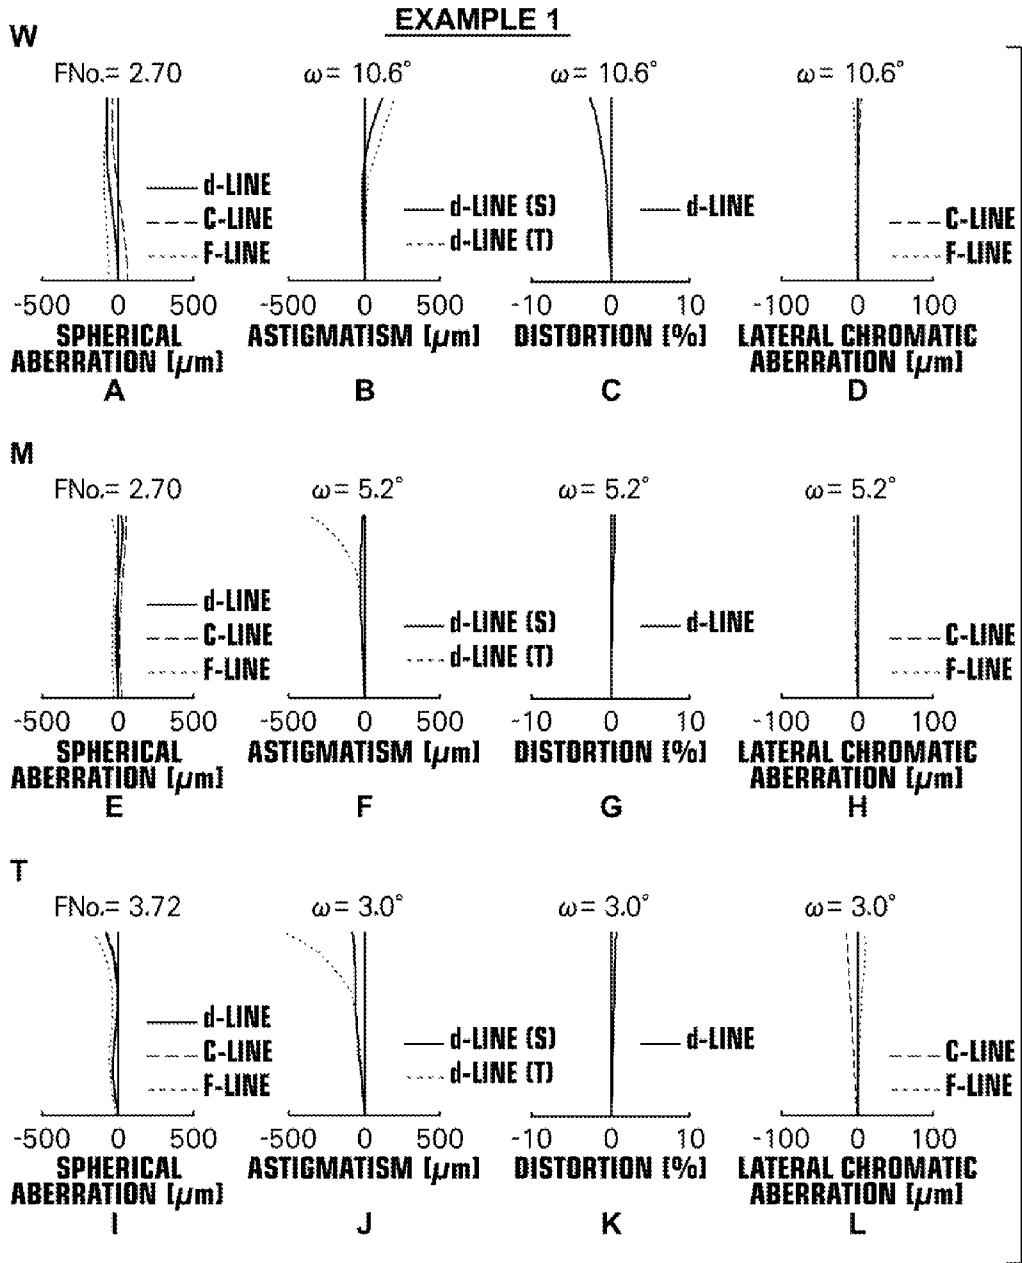 EXAMPLE 1
W
FNo.= 2.70
ω= 10.6°
ω= 10.6°
ω= 10.6°
d-LINE
C-LINE
F-LINE
d-LINE (S)
d-LINE (T)
d-LINE
C-LINE
F-LINE
-500 0 500
-500 0 500
-10 0 10
-100 0 100
SPHERICAL
ABERRATION [μm]
ASTIGMATISM [μm]
DISTORTION [%]
LATERAL CHROMATIC
ABERRATION [μm]
A
B
C
D
M
FNo.= 2.70
ω= 5.2°
ω= 5.2°
ω= 5.2°
d-LINE
C-LINE
F-LINE
d-LINE (S)
d-LINE (T)
d-LINE
C-LINE
F-LINE
-500 0 500
-500 0 500
-10 0 10
-100 0 100
SPHERICAL
ABERRATION [μm]
ASTIGMATISM [μm]
DISTORTION [%]
LATERAL CHROMATIC
ABERRATION [μm]
E
F
G
H
T
FNo.= 3.72
ω= 3.0°
ω= 3.0°
ω= 3.0°
d-LINE
C-LINE
F-LINE
d-LINE (S)
d-LINE (T)
d-LINE
C-LINE
F-LINE
-500 0 500
-500 0 500
-10 0 10
-100 0 100
SPHERICAL
ABERRATION [μm]
ASTIGMATISM [μm]
DISTORTION [%]
LATERAL CHROMATIC
ABERRATION [μm]
I
J
K
L